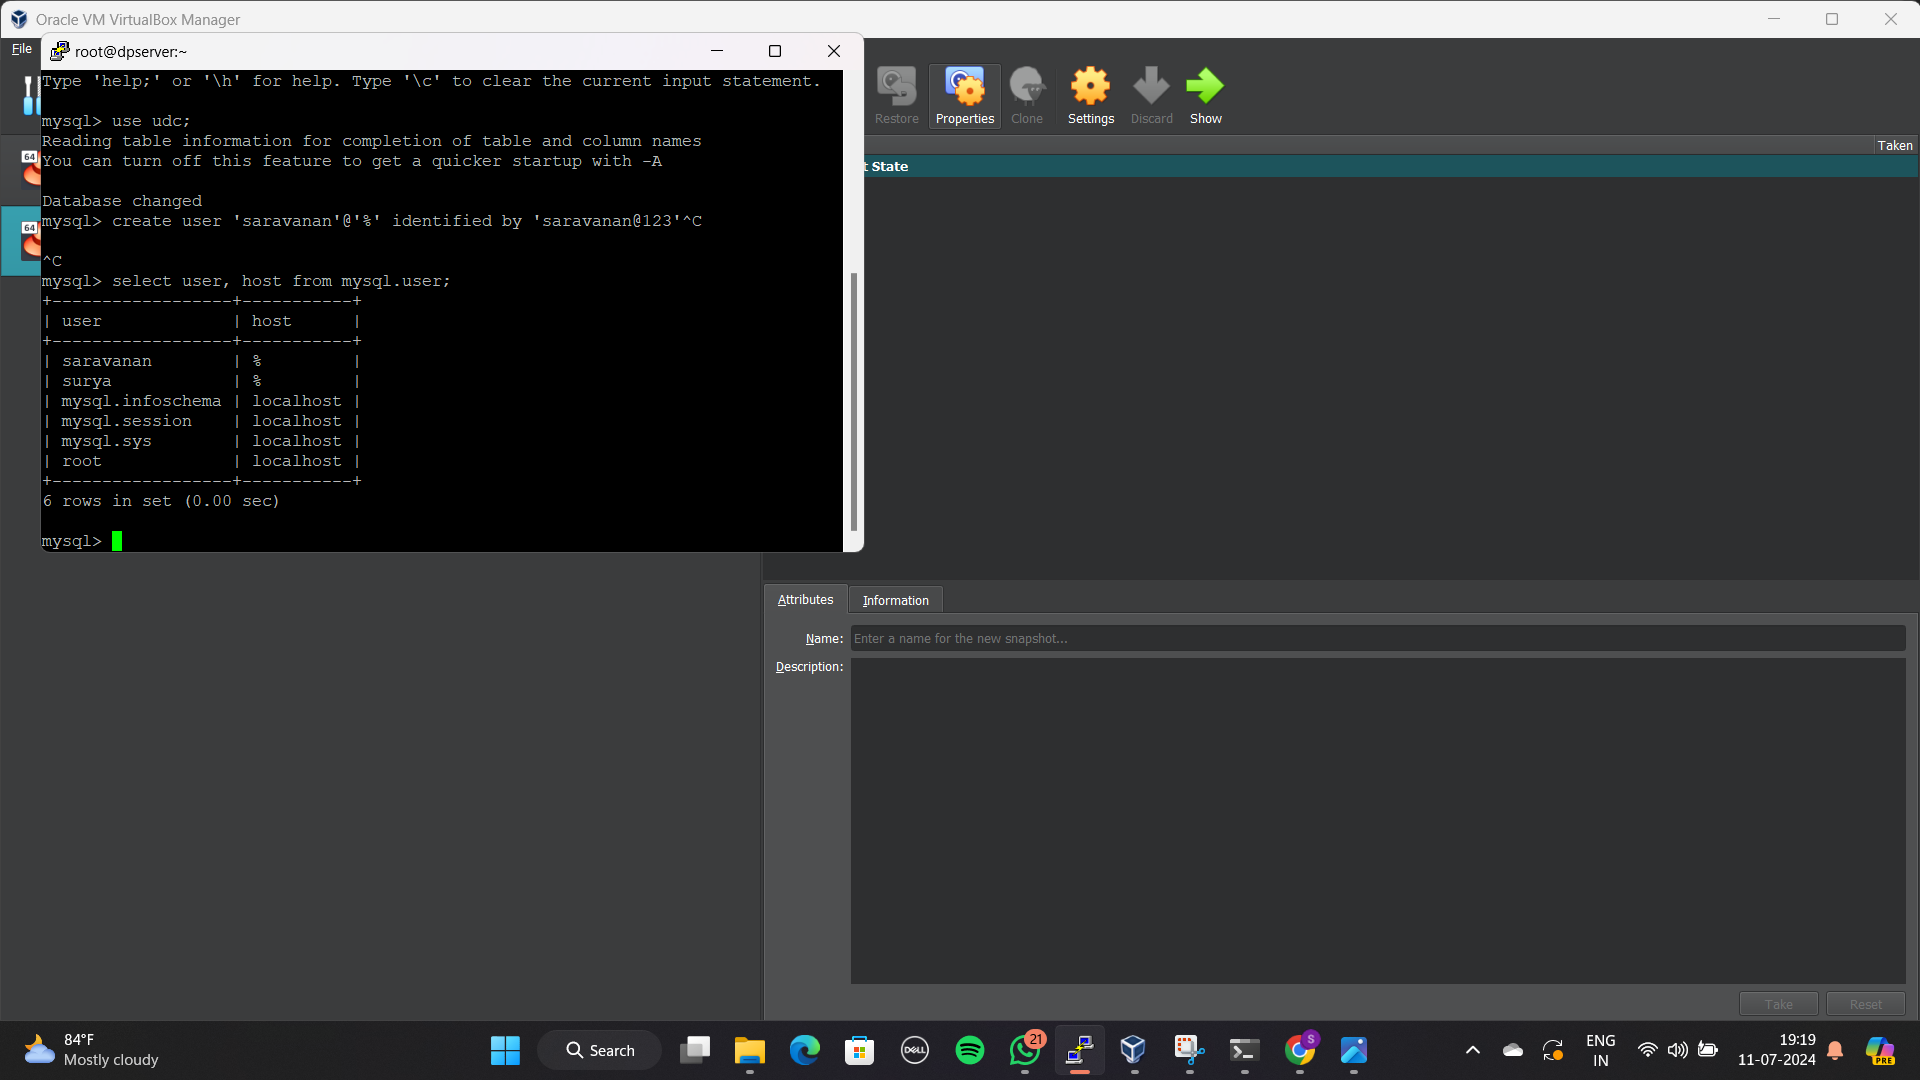 Oracle VM VirtualBox Manager
File
root@dpserver:~
Type 'help;' or '\h' for help. Type '\c' to clear the current input statement.
mysql> use udc;
Reading table information for completion of table and column names
You can turn off this feature to get a quicker startup with -A
Database changed
mysql> create user 'saravanan'@'%' identified by 'saravanan@123'^C
^C
mysql> select user, host from mysql.user;
+------------------+-----------+
| user             | host      |
+------------------+-----------+
| saravanan        | %         |
| surya            | %         |
| mysql.infoschema | localhost |
| mysql.session    | localhost |
| mysql.sys        | localhost |
| root             | localhost |
+------------------+-----------+
6 rows in set (0.00 sec)
mysql>
64
64
Restore Properties Clone Settings Discard Show
Taken
t State
Attributes Information
Name: Enter a name for the new snapshot...
Description:
Take Reset
84°F
Mostly cloudy
Search
DELL
21
S
ENG
IN
19:19
11-07-2024
PRE